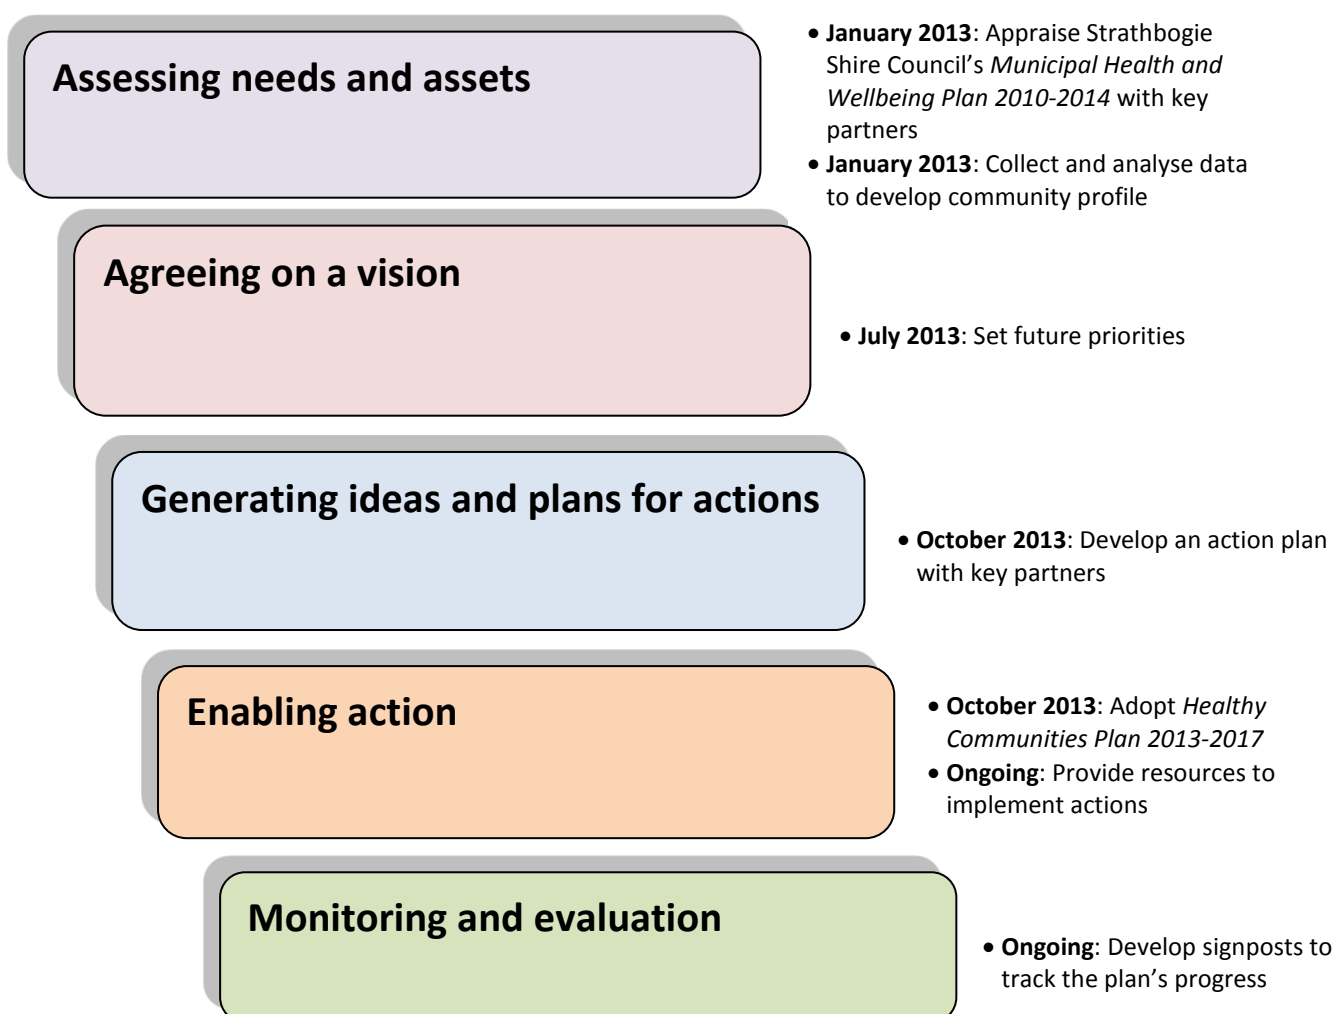 Assessing needs and assets
• January 2013: Appraise Strathbogie
Shire Council's Municipal Health and
Wellbeing Plan 2010-2014 with key
partners
• January 2013: Collect and analyse data
to develop community profile
Agreeing on a vision
• July 2013: Set future priorities
Generating ideas and plans for actions
• October 2013: Develop an action plan
with key partners
Enabling action
• October 2013: Adopt Healthy
Communities Plan 2013-2017
• Ongoing: Provide resources to
implement actions
Monitoring and evaluation
• Ongoing: Develop signposts to
track the plan's progress